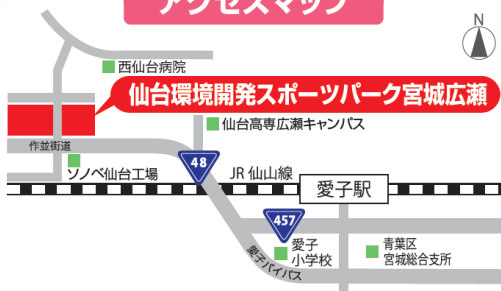 アクセスマップ
N
西仙台病院
仙台環境開発スポーツパーク宮城広瀬
仙台高専広瀬キャンパス
作並街道
ソノベ仙台工場
48
JR 仙山線
愛子駅
457
愛子
小学校
青葉区
宮城総合支所
愛子バイパス